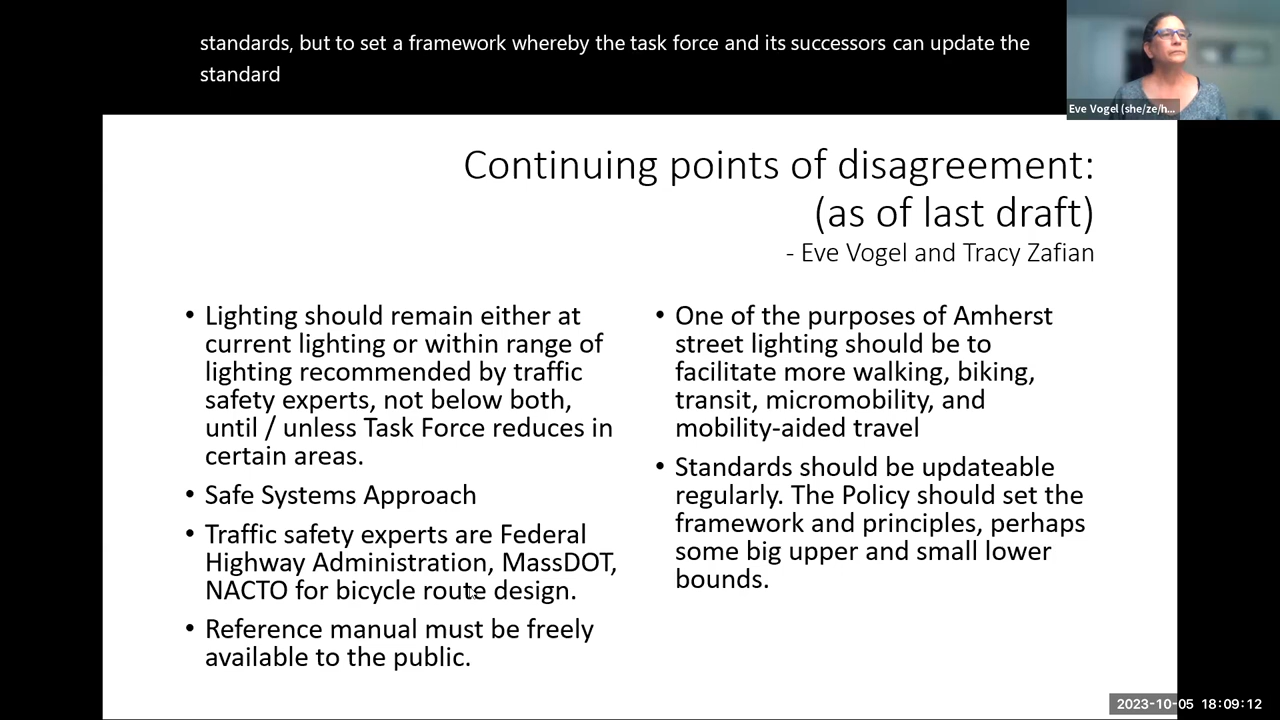 standards, but to set a framework whereby the task force and its successors can update the
standard
Eve Vogel (she/ze/h...
Continuing points of disagreement:
(as of last draft)
- Eve Vogel and Tracy Zafian
• Lighting should remain either at
current lighting or within range of
lighting recommended by traffic
safety experts, not below both,
until / unless Task Force reduces in
certain areas.
• Safe Systems Approach
• Traffic safety experts are Federal
Highway Administration, MassDOT,
NACTO for bicycle route design.
• Reference manual must be freely
available to the public.
• One of the purposes of Amherst
street lighting should be to
facilitate more walking, biking,
transit, micromobility, and
mobility-aided travel
• Standards should be updateable
regularly. The Policy should set the
framework and principles, perhaps
some big upper and small lower
bounds.
2023-10-05 18:09:12